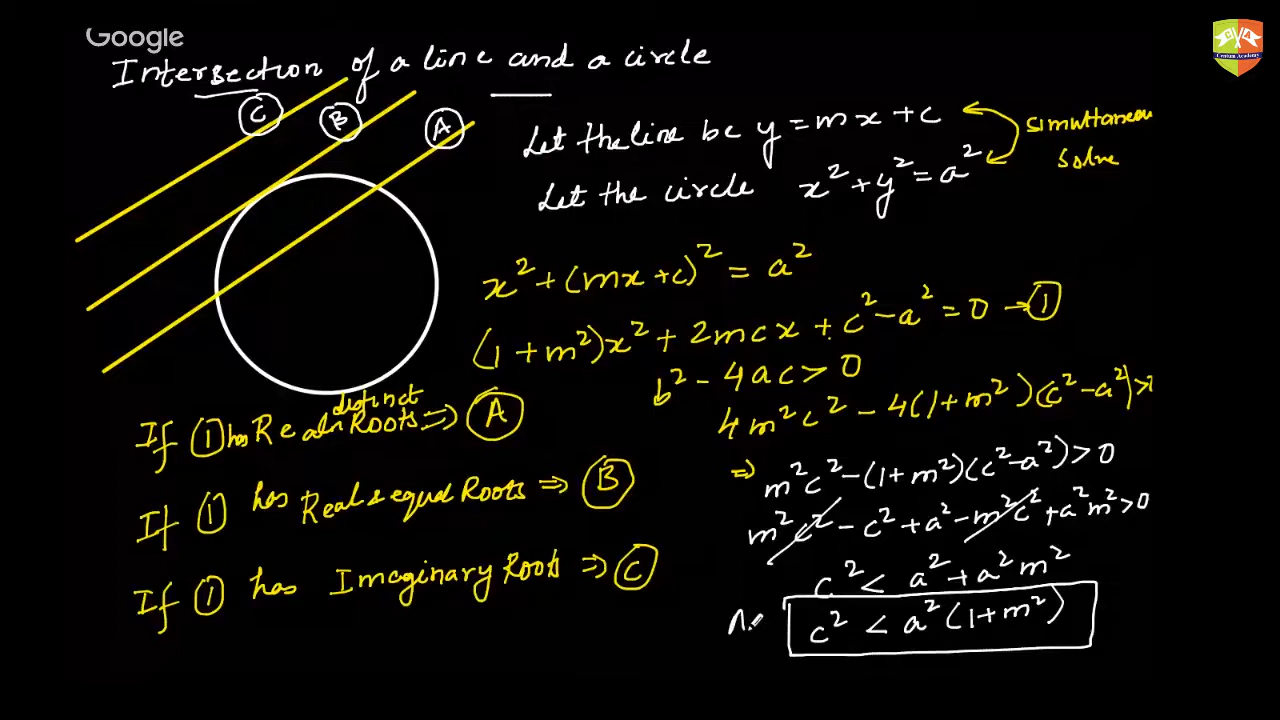 Google
Intersection of a line and a circle
C
B
A
Let the line be y = mx + c
simultaneous
solve
Let the circle x² + y² = a²
x² + (mx + c)² = a²
(1 + m²)x² + 2mcx + c² - a² = 0 → ①
b² - 4ac > 0
4m²c² - 4(1 + m²)(c² - a²) >
⇒ m²c² - (1 + m²)(c² - a²) > 0
m²c² - c² + a² - m²c² + a²m² > 0
c² < a² + a²m²
c² < a²(1 + m²)
If ① has Real distinct Roots ⇒ A
If ① has Real & equal Roots ⇒ B
If ① has Imaginary Roots ⇒ C
Centum Academy